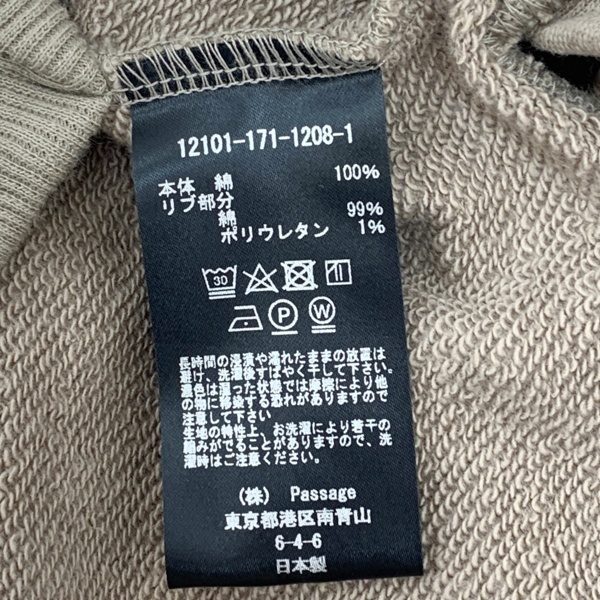 12101-171-1208-1
本体 綿 100%
リブ部分
綿 99%
ポリウレタン 1%
30
P W
長時間の浸漬や濡れたままの放置は
避け、洗濯後すばやく干して下さい。
濃色は湿った状態では摩擦により他
の物に移染する恐れがありますので
注意して下さい
生地の特性上、お洗濯により若干の
縮みがでることがありますので、洗
濯時はご注意ください。
(株) Passage
東京都港区南青山
6-4-6
日本製